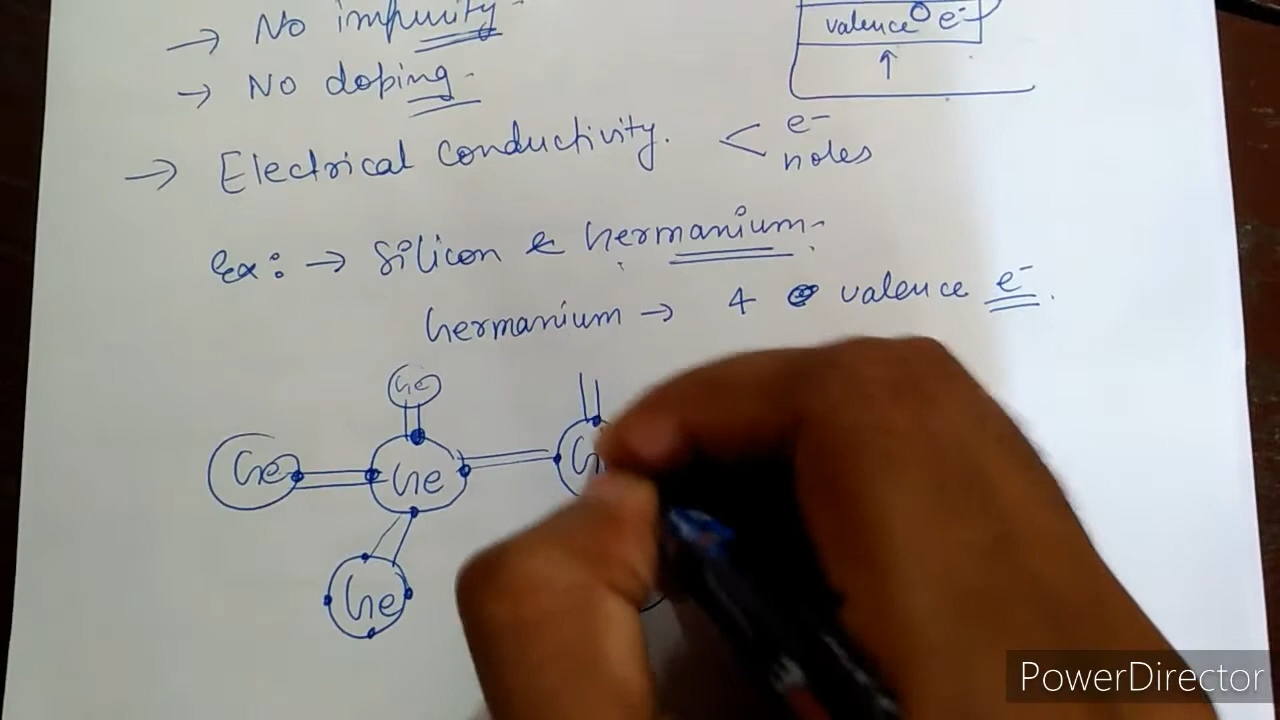 → No impurity.
valence e-
→ No doping.
↑
→ Electrical conductivity. < e-
holes
Ex: → Silicon & Germanium.
Germanium → 4 valence e-.
Ge
Ge Ge
Ge
PowerDirector